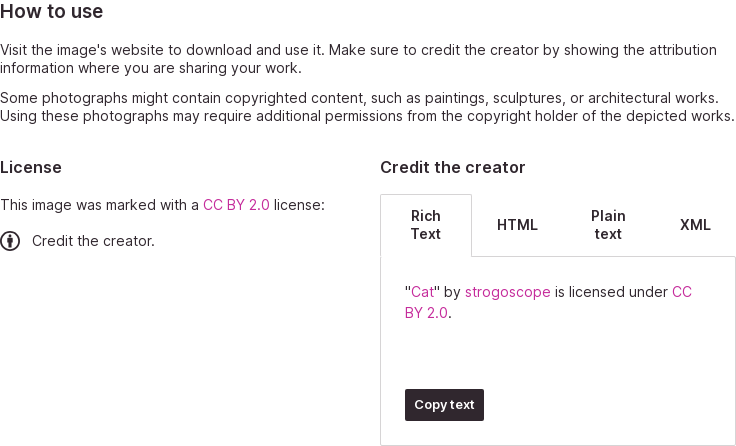 How to use
Visit the image's website to download and use it. Make sure to credit the creator by showing the attribution
information where you are sharing your work.
Some photographs might contain copyrighted content, such as paintings, sculptures, or architectural works.
Using these photographs may require additional permissions from the copyright holder of the depicted works.
License
This image was marked with a CC BY 2.0 license:
Credit the creator.
Credit the creator
Rich
Text
HTML
Plain
text
XML
"Cat" by strogoscope is licensed under CC
BY 2.0.
Copy text